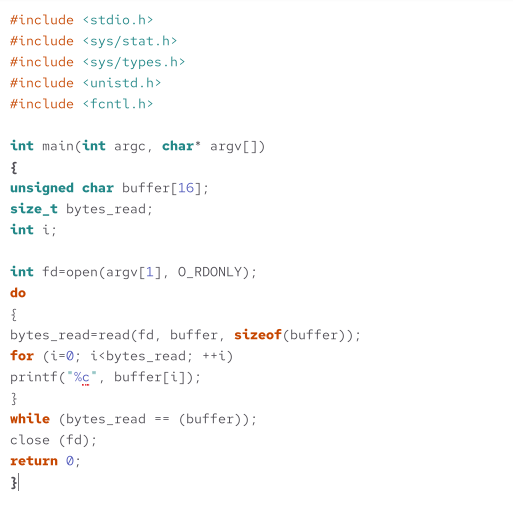 #include <stdio.h>
#include <sys/stat.h>
#include <sys/types.h>
#include <unistd.h>
#include <fcntl.h>
int main(int argc, char* argv[])
{
unsigned char buffer[16];
size_t bytes_read;
int i;
int fd=open(argv[1], O_RDONLY);
do
{
bytes_read=read(fd, buffer, sizeof(buffer));
for (i=0; i<bytes_read; ++i)
printf("%c", buffer[i]);
}
while (bytes_read == (buffer));
close (fd);
return 0;
}